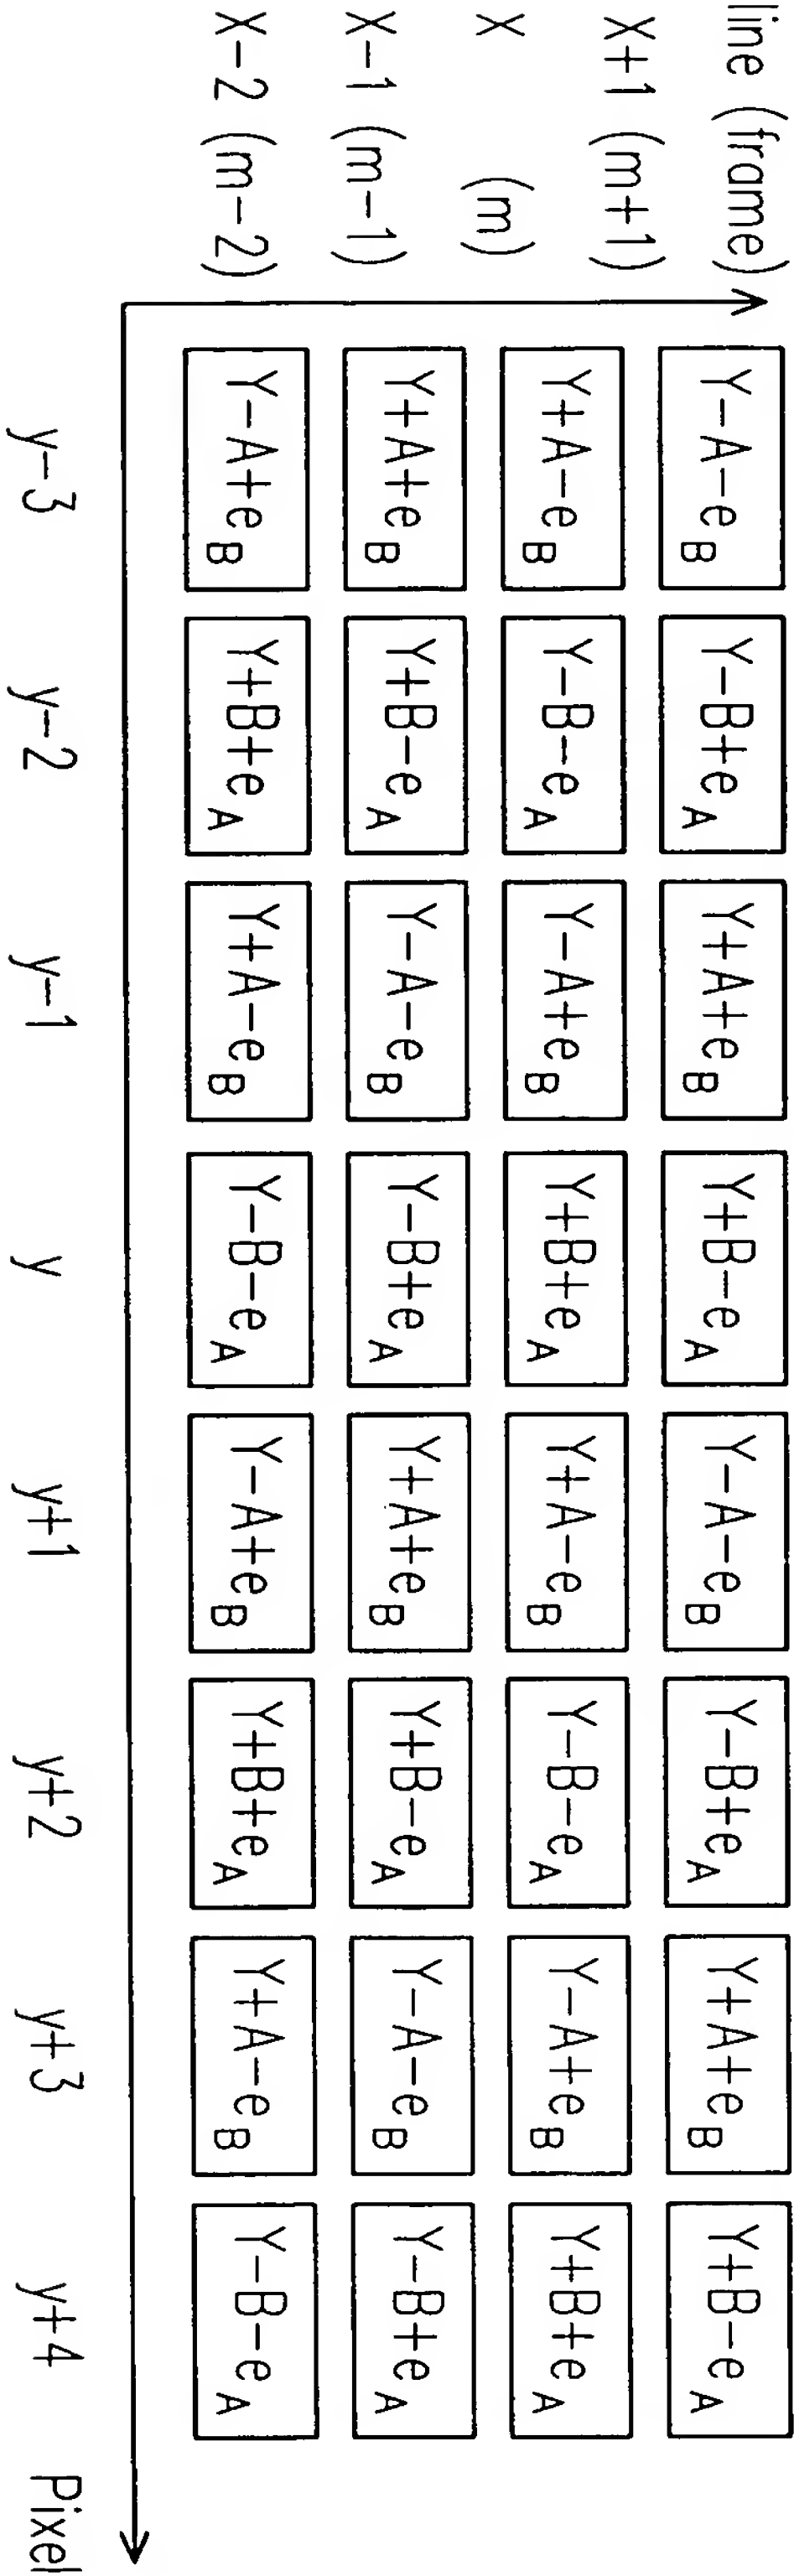 line (frame)
X+1 (m+1) Y-A-e_B Y-B+e_A Y+A+e_B Y+B-e_A Y-A-e_B Y-B+e_A Y+A+e_B Y+B-e_A
X (m) Y+A-e_B Y-B-e_A Y-A+e_B Y+B+e_A Y+A-e_B Y-B-e_A Y-A+e_B Y+B+e_A
X-1 (m-1) Y+A+e_B Y+B-e_A Y-A-e_B Y-B+e_A Y+A+e_B Y+B-e_A Y-A-e_B Y-B+e_A
X-2 (m-2) Y-A+e_B Y+B+e_A Y+A-e_B Y-B-e_A Y-A+e_B Y+B+e_A Y+A-e_B Y-B-e_A
y-3 y-2 y-1 y y+1 y+2 y+3 y+4 Pixel